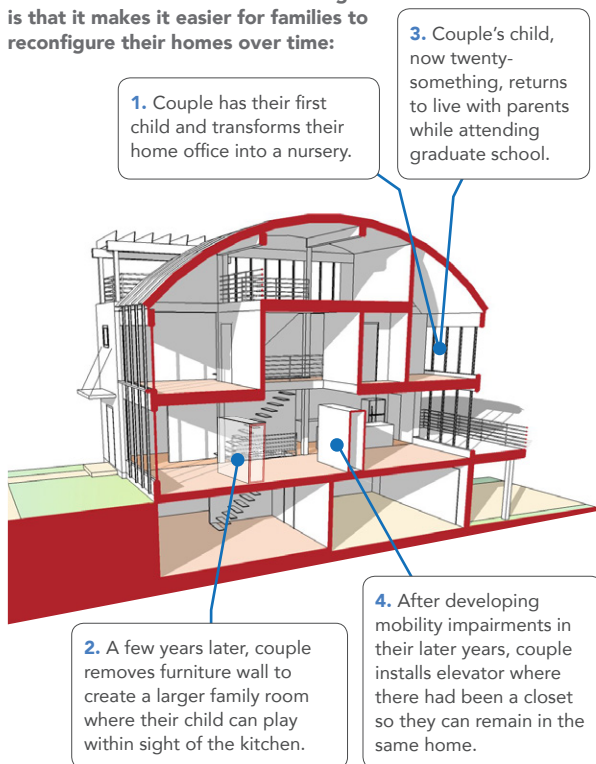 is that it makes it easier for families to
reconfigure their homes over time:
1. Couple has their first
child and transforms their
home office into a nursery.
3. Couple's child,
now twenty-
something, returns
to live with parents
while attending
graduate school.
2. A few years later, couple
removes furniture wall to
create a larger family room
where their child can play
within sight of the kitchen.
4. After developing
mobility impairments in
their later years, couple
installs elevator where
there had been a closet
so they can remain in the
same home.